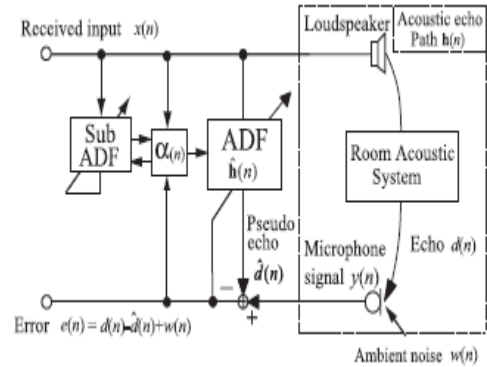 Received input x(n)
Loudspeaker
Acoustic echo
Path h(n)
Sub
ADF
α(n)
ADF
ĥ(n)
Room Acoustic
System
Pseudo
echo
d̂(n)
Microphone
signal y(n)
Echo d(n)
−
+
Error e(n) = d(n)-d̂(n)+w(n)
Ambient noise w(n)